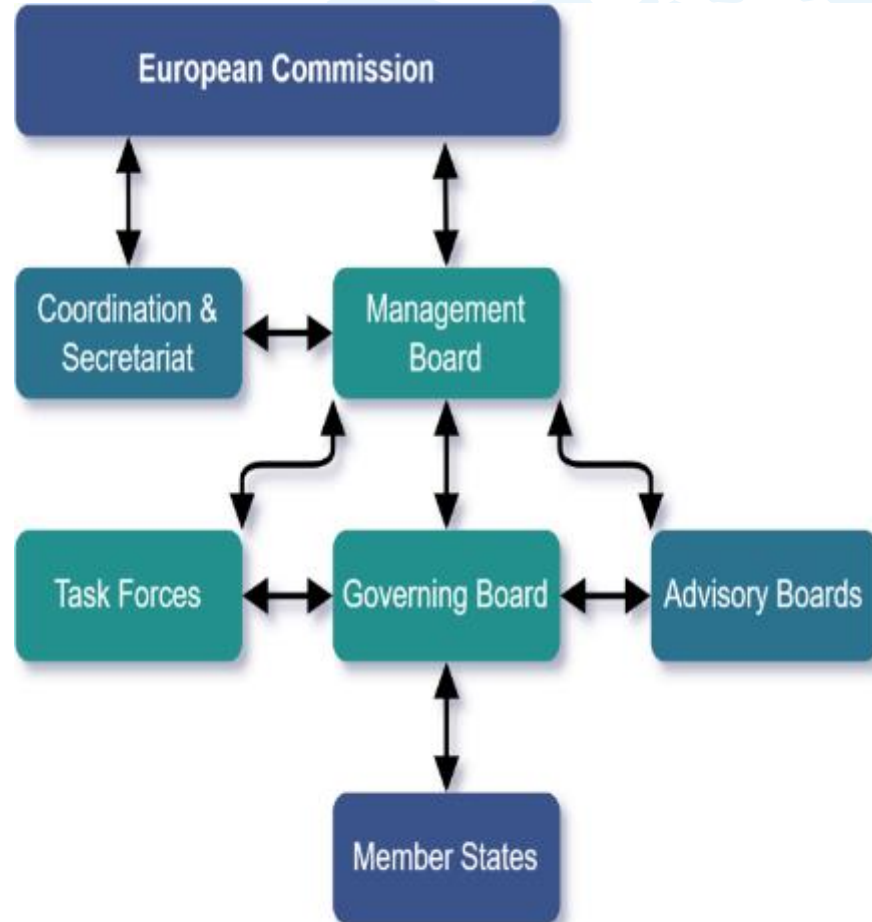 European Commission
Coordination &
Secretariat
Management
Board
Task Forces
Governing Board
Advisory Boards
Member States